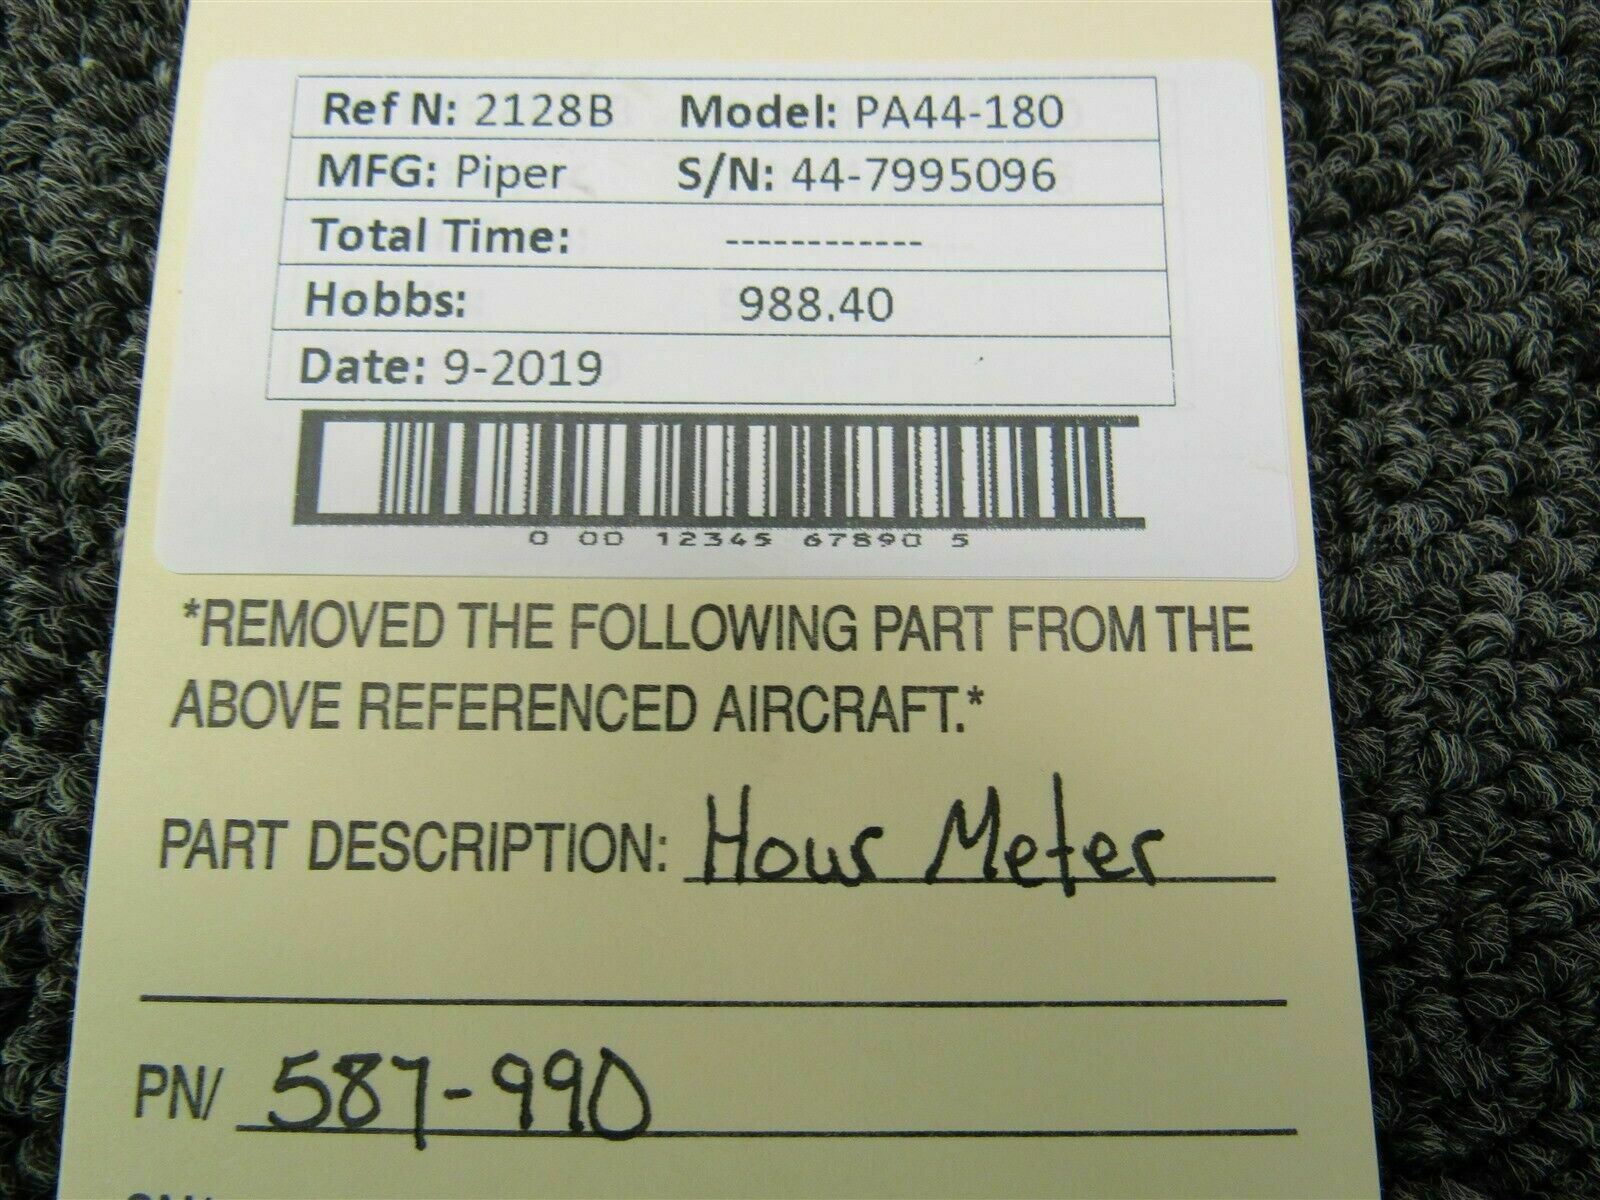 Ref N: 2128B Model: PA44-180
MFG: Piper S/N: 44-7995096
Total Time: ------------
Hobbs: 988.40
Date: 9-2019
0 00 12345 67890 5
*REMOVED THE FOLLOWING PART FROM THE
ABOVE REFERENCED AIRCRAFT.*
PART DESCRIPTION: Hour Meter
PN/ 587-990